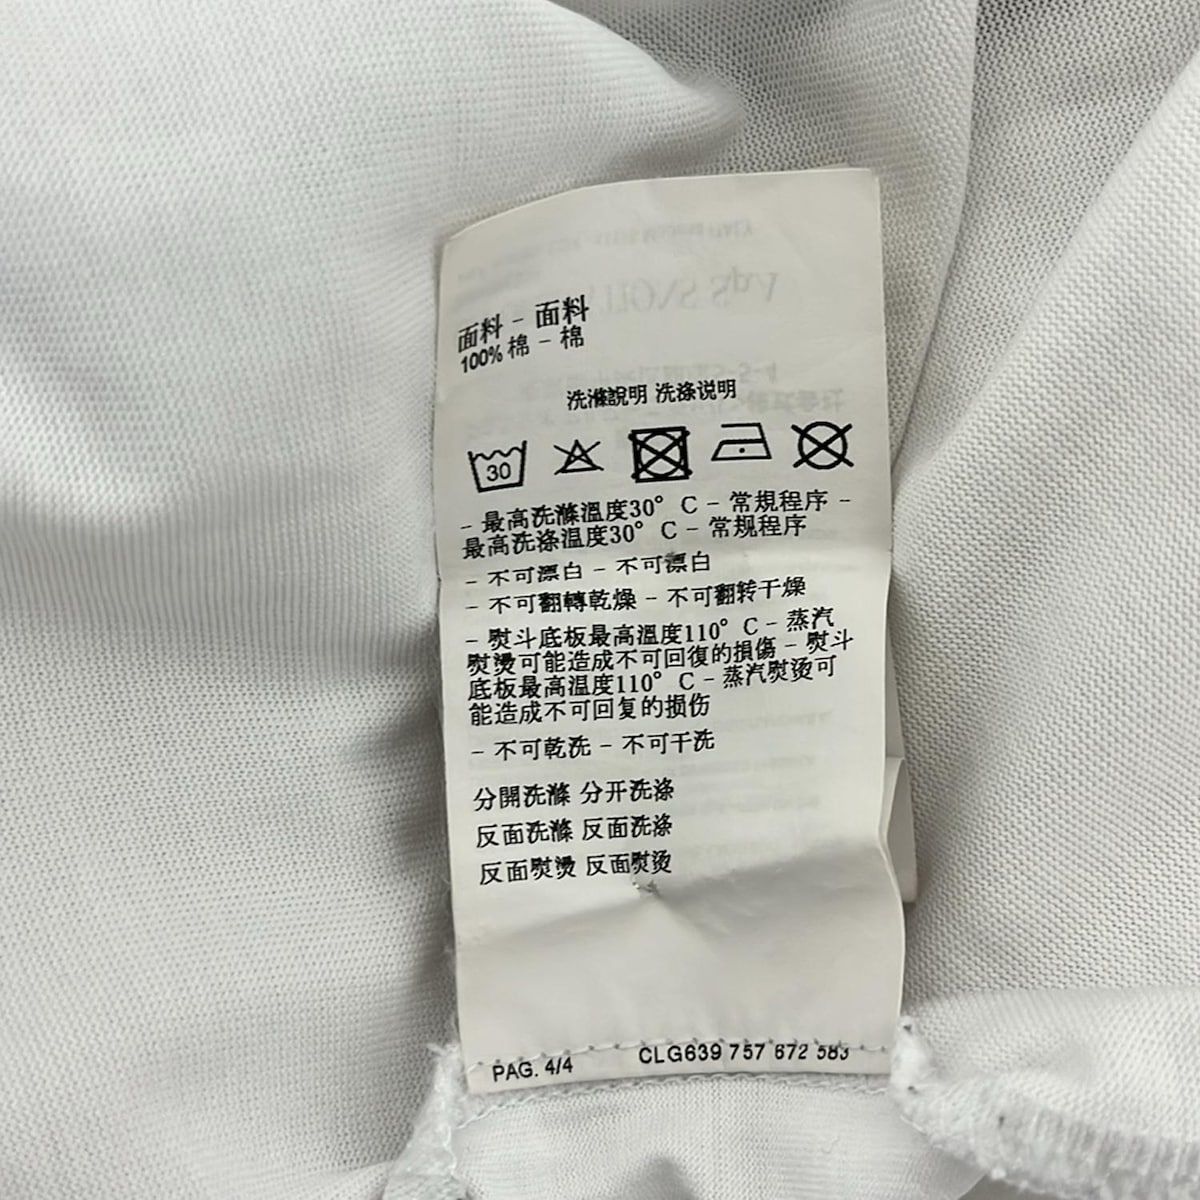 面料 - 面料
100% 棉 - 棉
洗滌說明 洗涤说明
30
- 最高洗滌溫度30° C - 常規程序 -
最高洗涤温度30° C - 常规程序
- 不可漂白 - 不可漂白
- 不可翻轉乾燥 - 不可翻转干燥
- 熨斗底板最高溫度110° C - 蒸汽
熨燙可能造成不可回復的損傷 - 熨斗
底板最高温度110° C - 蒸汽熨烫可
能造成不可回复的损伤
- 不可乾洗 - 不可干洗
分開洗滌 分开洗涤
反面洗滌 反面洗涤
反面熨燙 反面熨烫
PAG. 4/4 CLG639 757 672 583